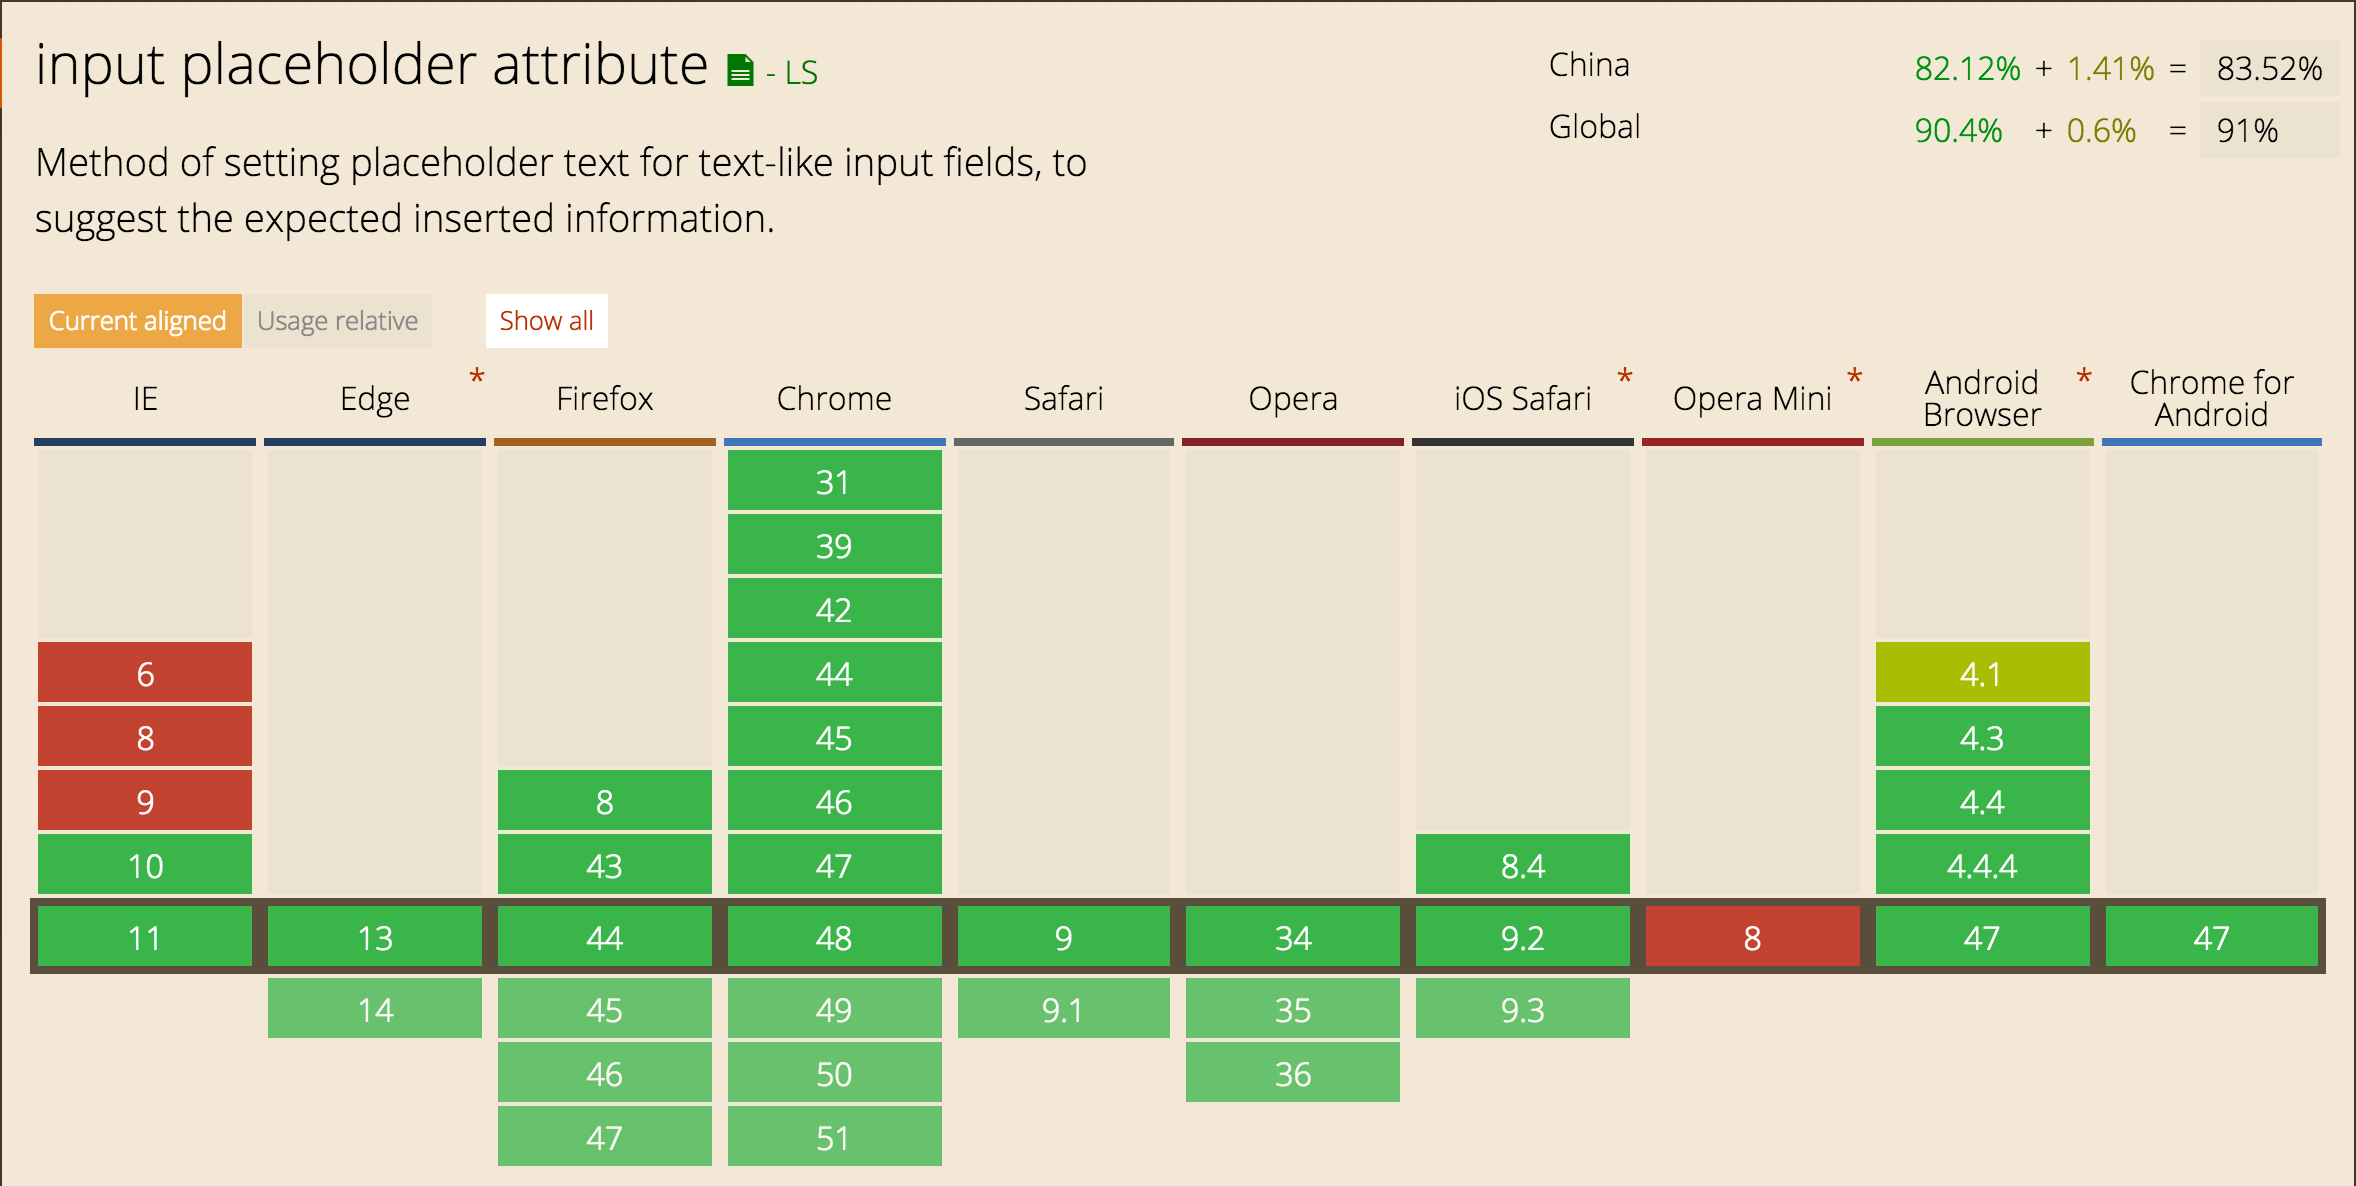 input placeholder attribute - LS
China 82.12% + 1.41% = 83.52%
Global 90.4% + 0.6% = 91%
Method of setting placeholder text for text-like input fields, to
suggest the expected inserted information.
Current aligned Usage relative Show all
IE Edge * Firefox Chrome Safari Opera iOS Safari * Opera Mini * Android Browser * Chrome for Android
31
39
42
6 44 4.1
8 45 4.3
9 8 46 4.4
10 43 47 8.4 4.4.4
11 13 44 48 9 34 9.2 8 47 47
14 45 49 9.1 35 9.3
46 50 36
47 51